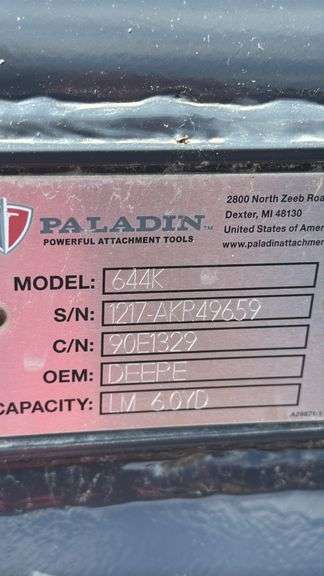 2800 North Zeeb Roa
Dexter, MI 48130
United States of Amer
www.paladinattachmen
PALADIN™
POWERFUL ATTACHMENT TOOLS
MODEL: 644K
S/N: 1217-AKR49659
C/N: 90E1329
OEM: DEERE
CAPACITY: LM 6.0YD